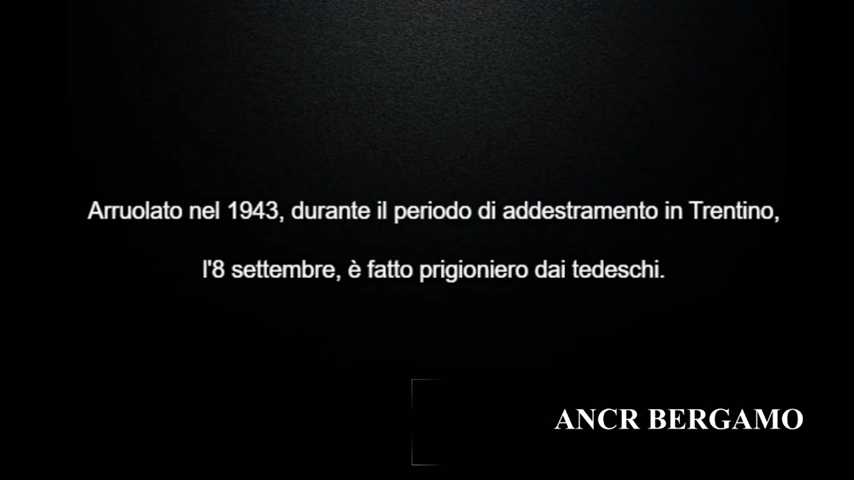 Arruolato nel 1943, durante il periodo di addestramento in Trentino,
l'8 settembre, è fatto prigioniero dai tedeschi.
ANCR BERGAMO